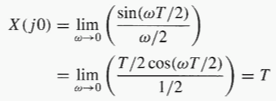 X(j0) = lim_{ω→0} ( sin(ωT/2) / ω/2 )
= lim_{ω→0} ( T/2 cos(ωT/2) / 1/2 ) = T